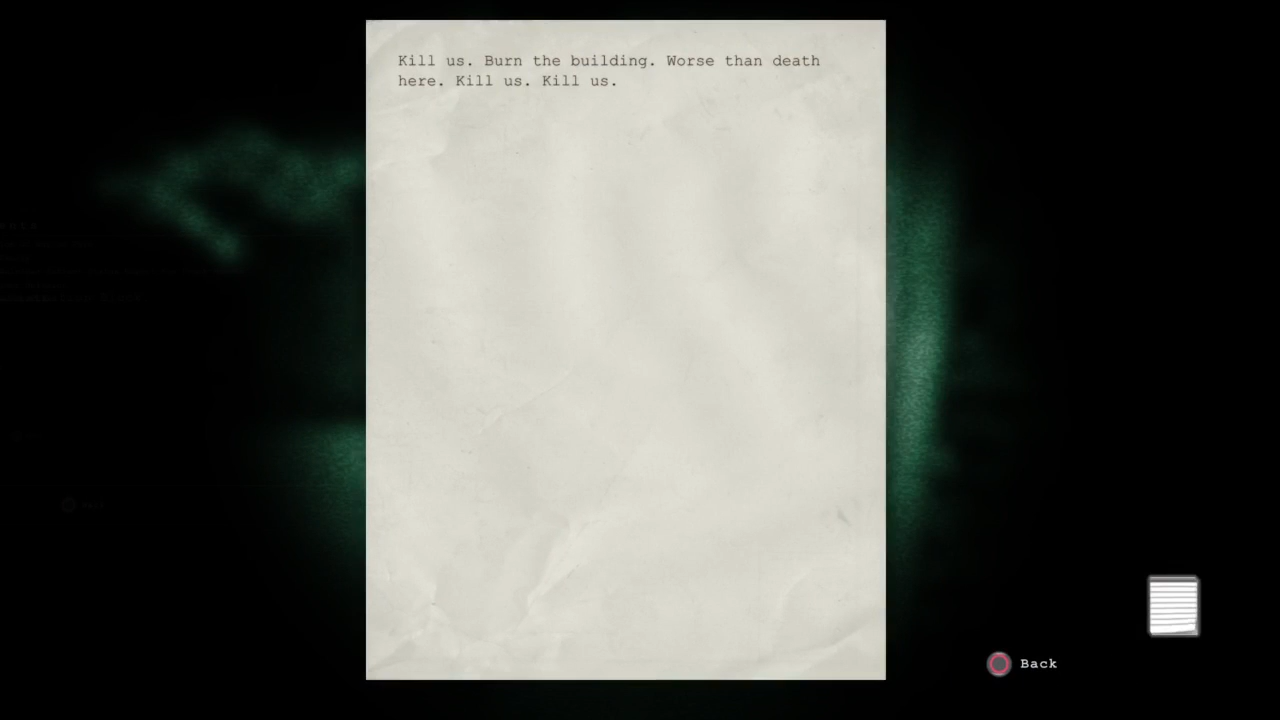 Kill us. Burn the building. Worse than death
here. Kill us. Kill us.
Back